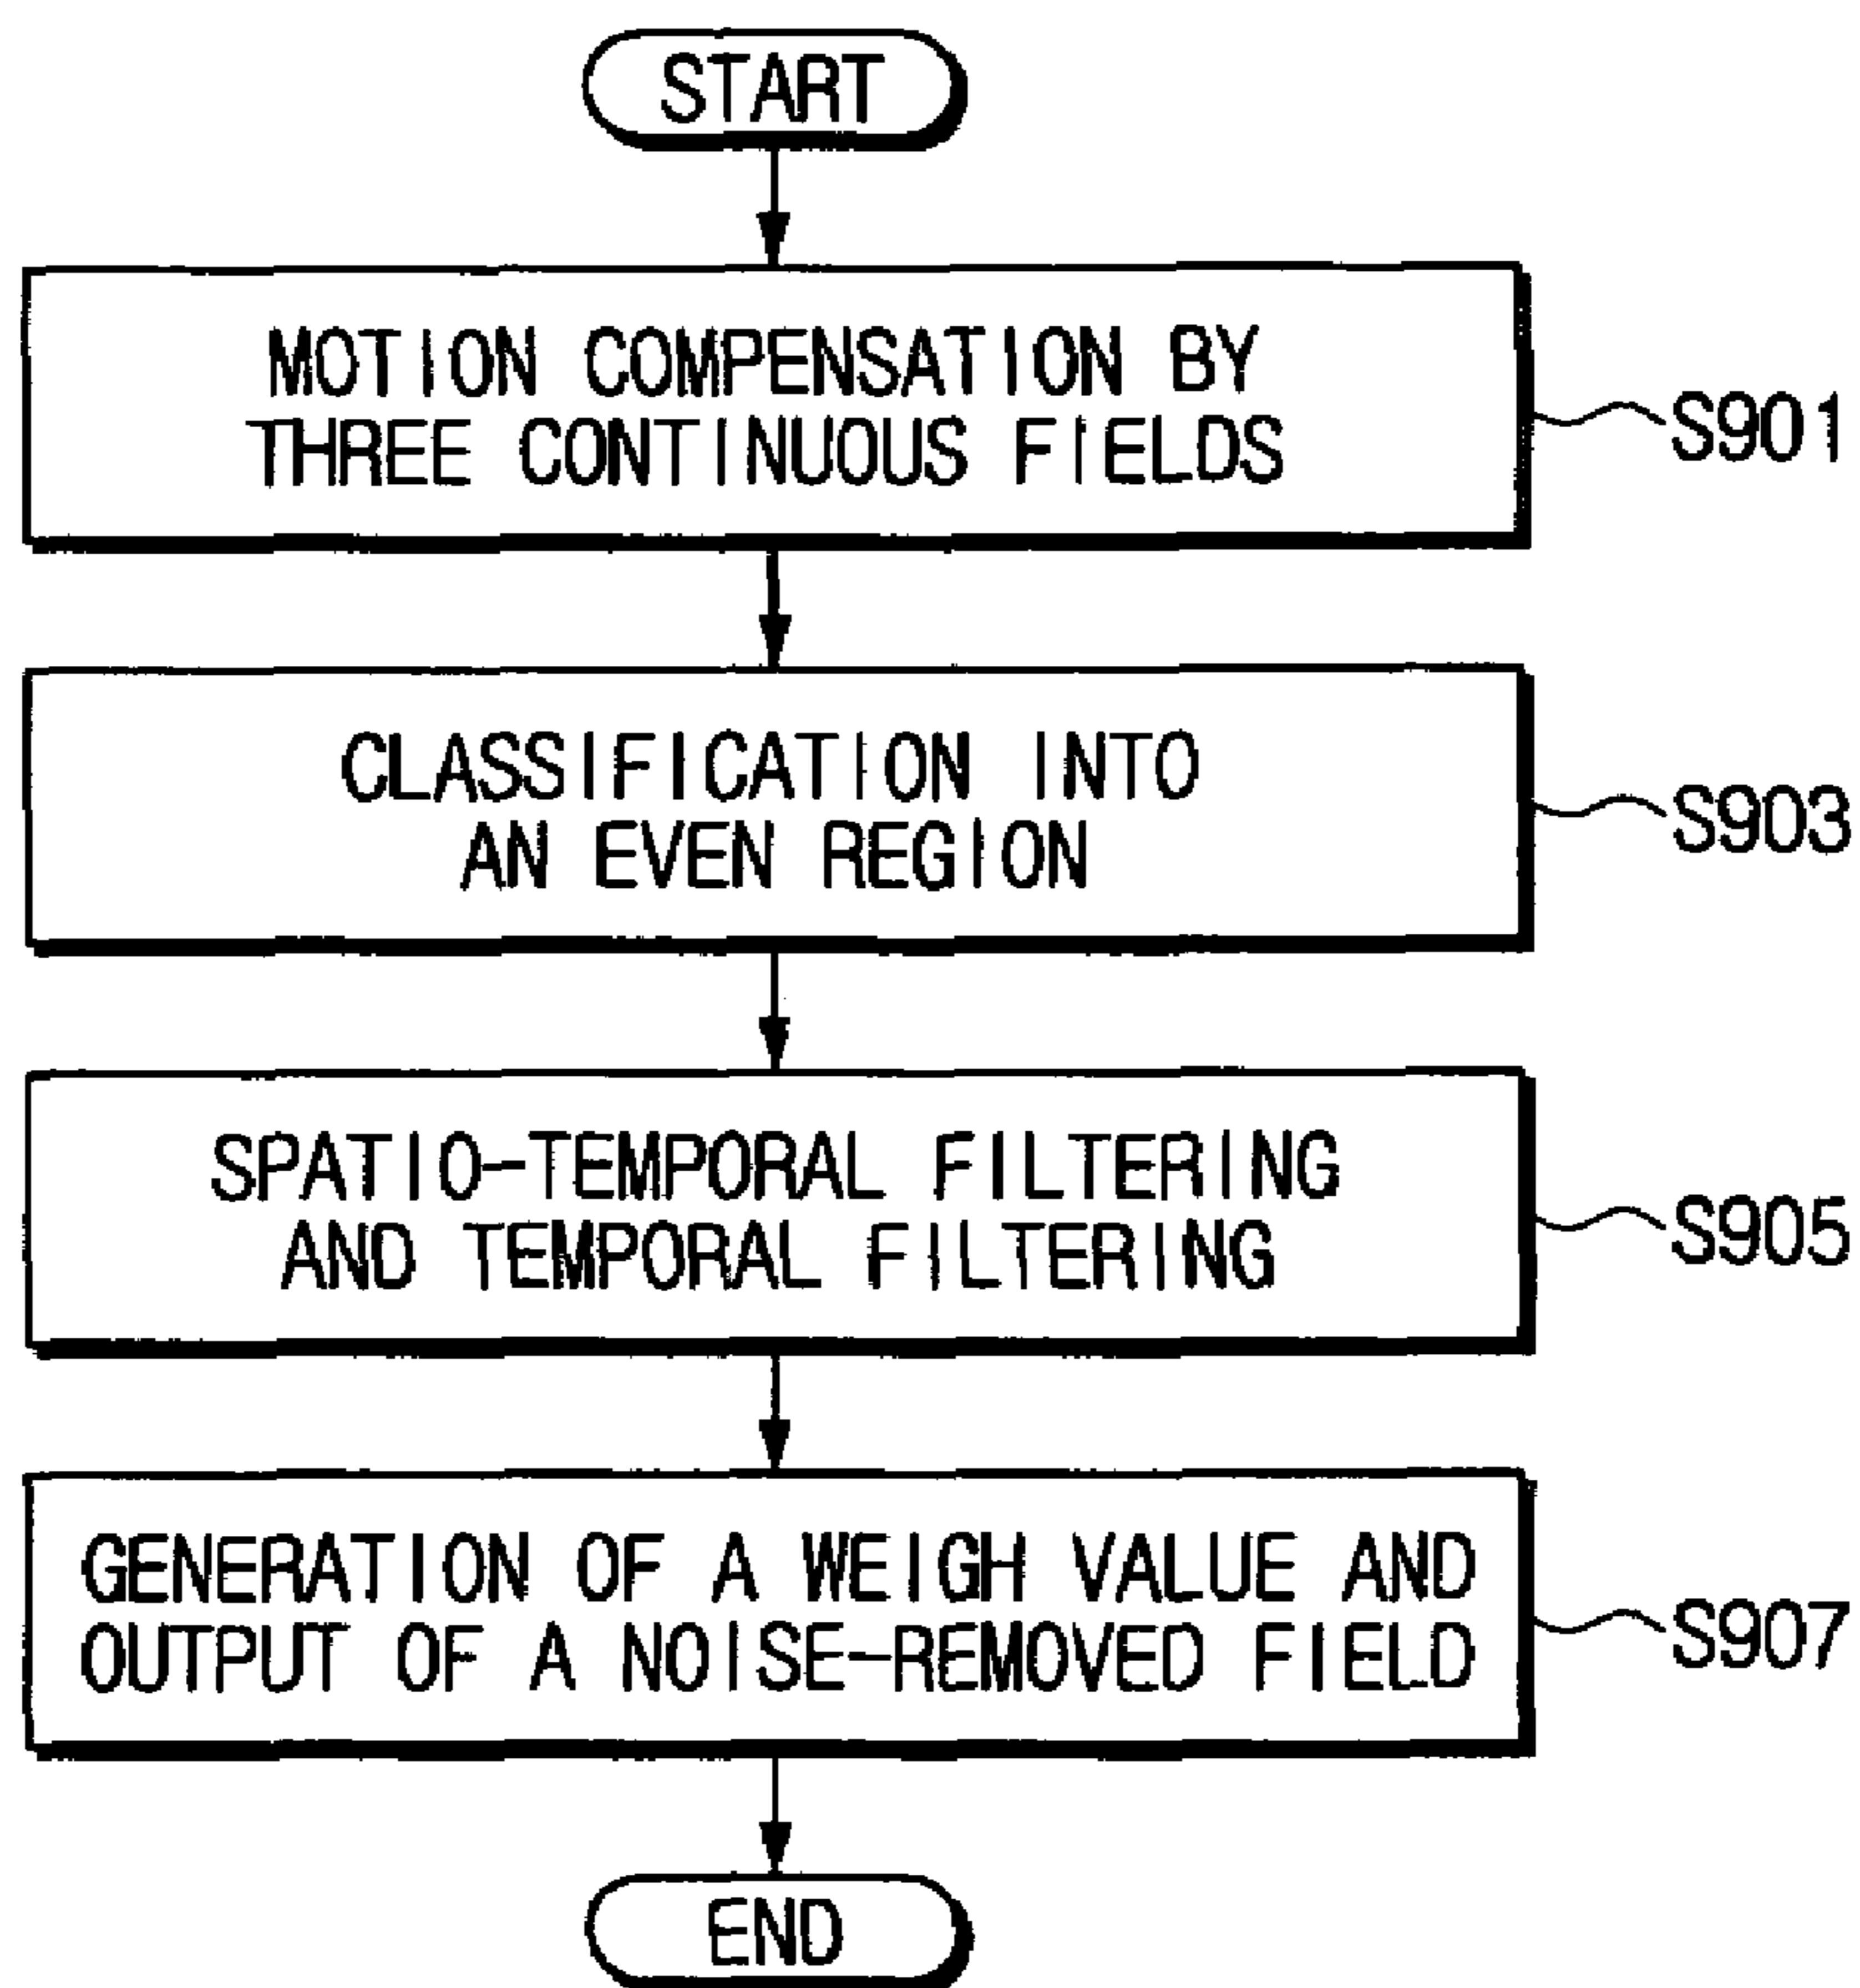 START
MOTION COMPENSATION BY
THREE CONTINUOUS FIELDS
S901
CLASSIFICATION INTO
AN EVEN REGION
S903
SPATIO-TEMPORAL FILTERING
AND TEMPORAL FILTERING
S905
GENERATION OF A WEIGH VALUE AND
OUTPUT OF A NOISE-REMOVED FIELD
S907
END